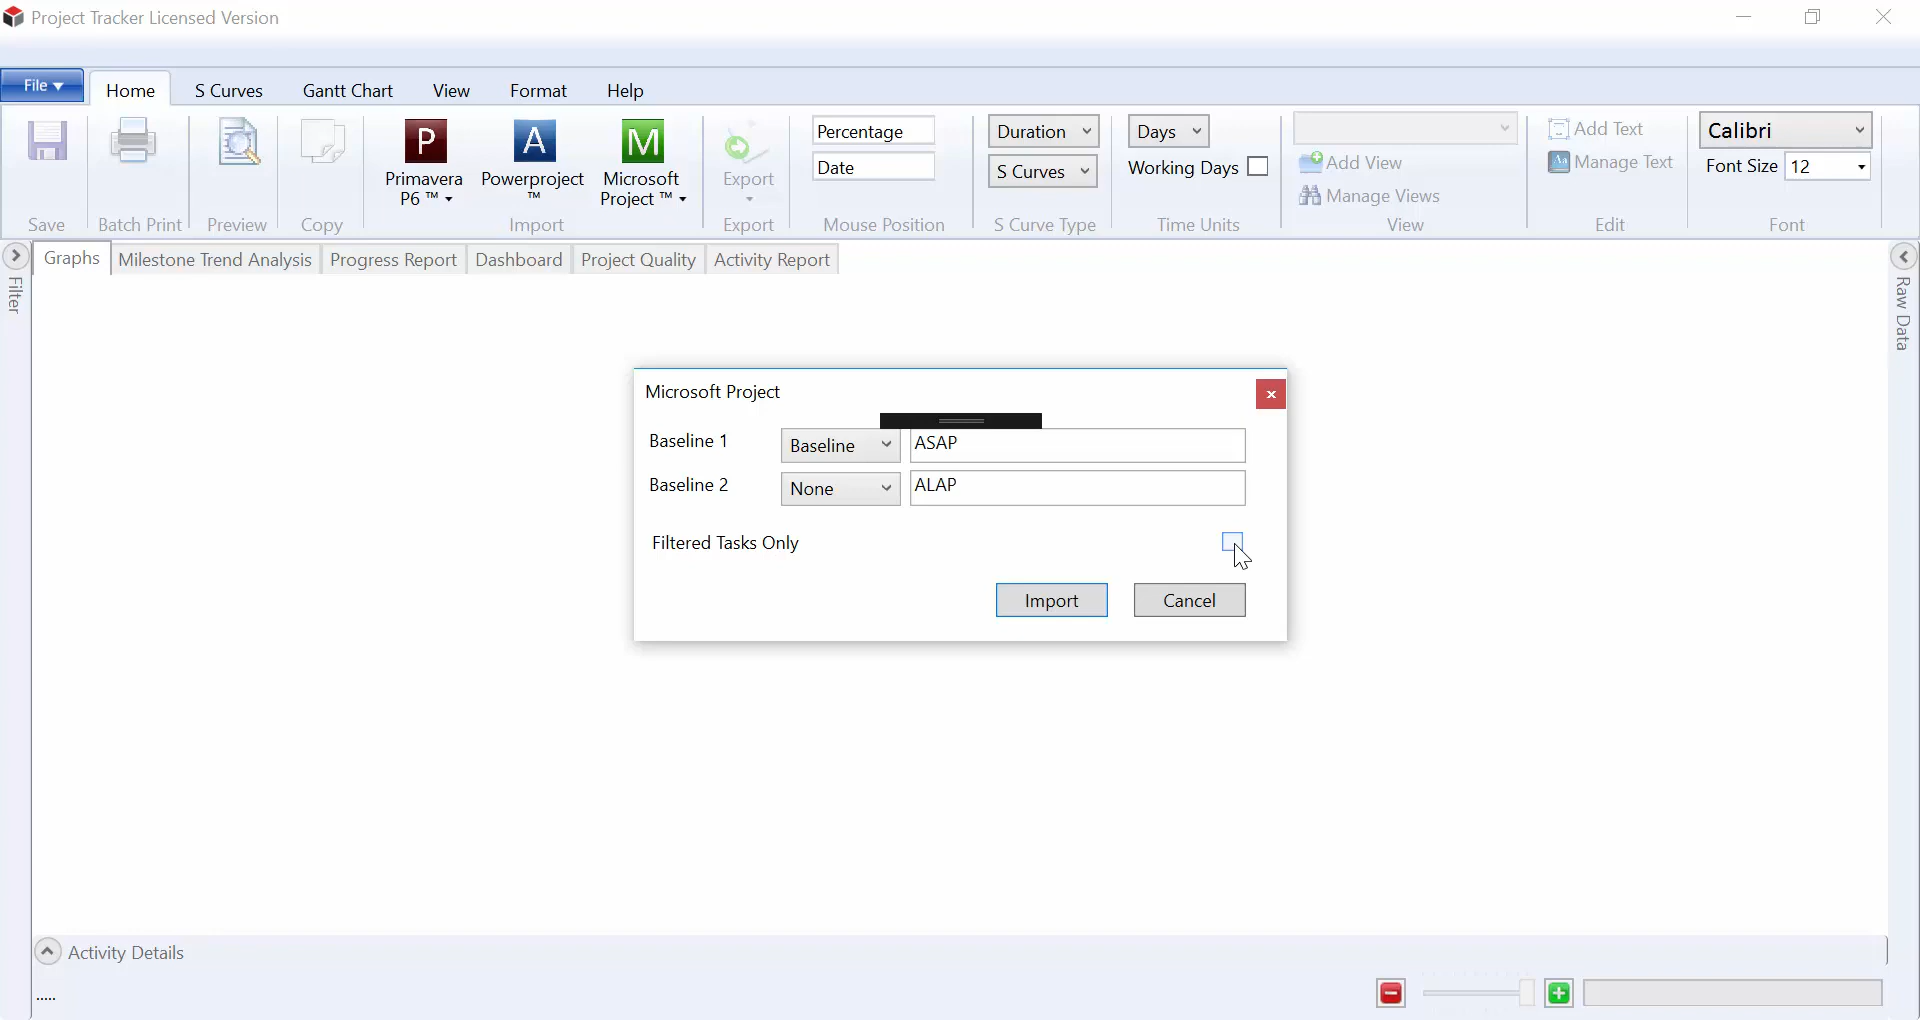 Project Tracker Licensed Version
File
Home
S Curves
Gantt Chart
View
Format
Help
P
A
M
Primavera
P6 ™
Powerproject
™
Microsoft
Project ™
Export
Percentage
Date
Duration
S Curves
Days
Working Days
Add View
Manage Views
Add Text
Aa Manage Text
Calibri
Font Size 12
Save
Batch Print
Preview
Copy
Import
Export
Mouse Position
S Curve Type
Time Units
View
Edit
Font
Filter
Graphs
Milestone Trend Analysis
Progress Report
Dashboard
Project Quality
Activity Report
Raw Data
Microsoft Project
Baseline 1
Baseline
ASAP
Baseline 2
None
ALAP
Filtered Tasks Only
Import
Cancel
Activity Details
.....